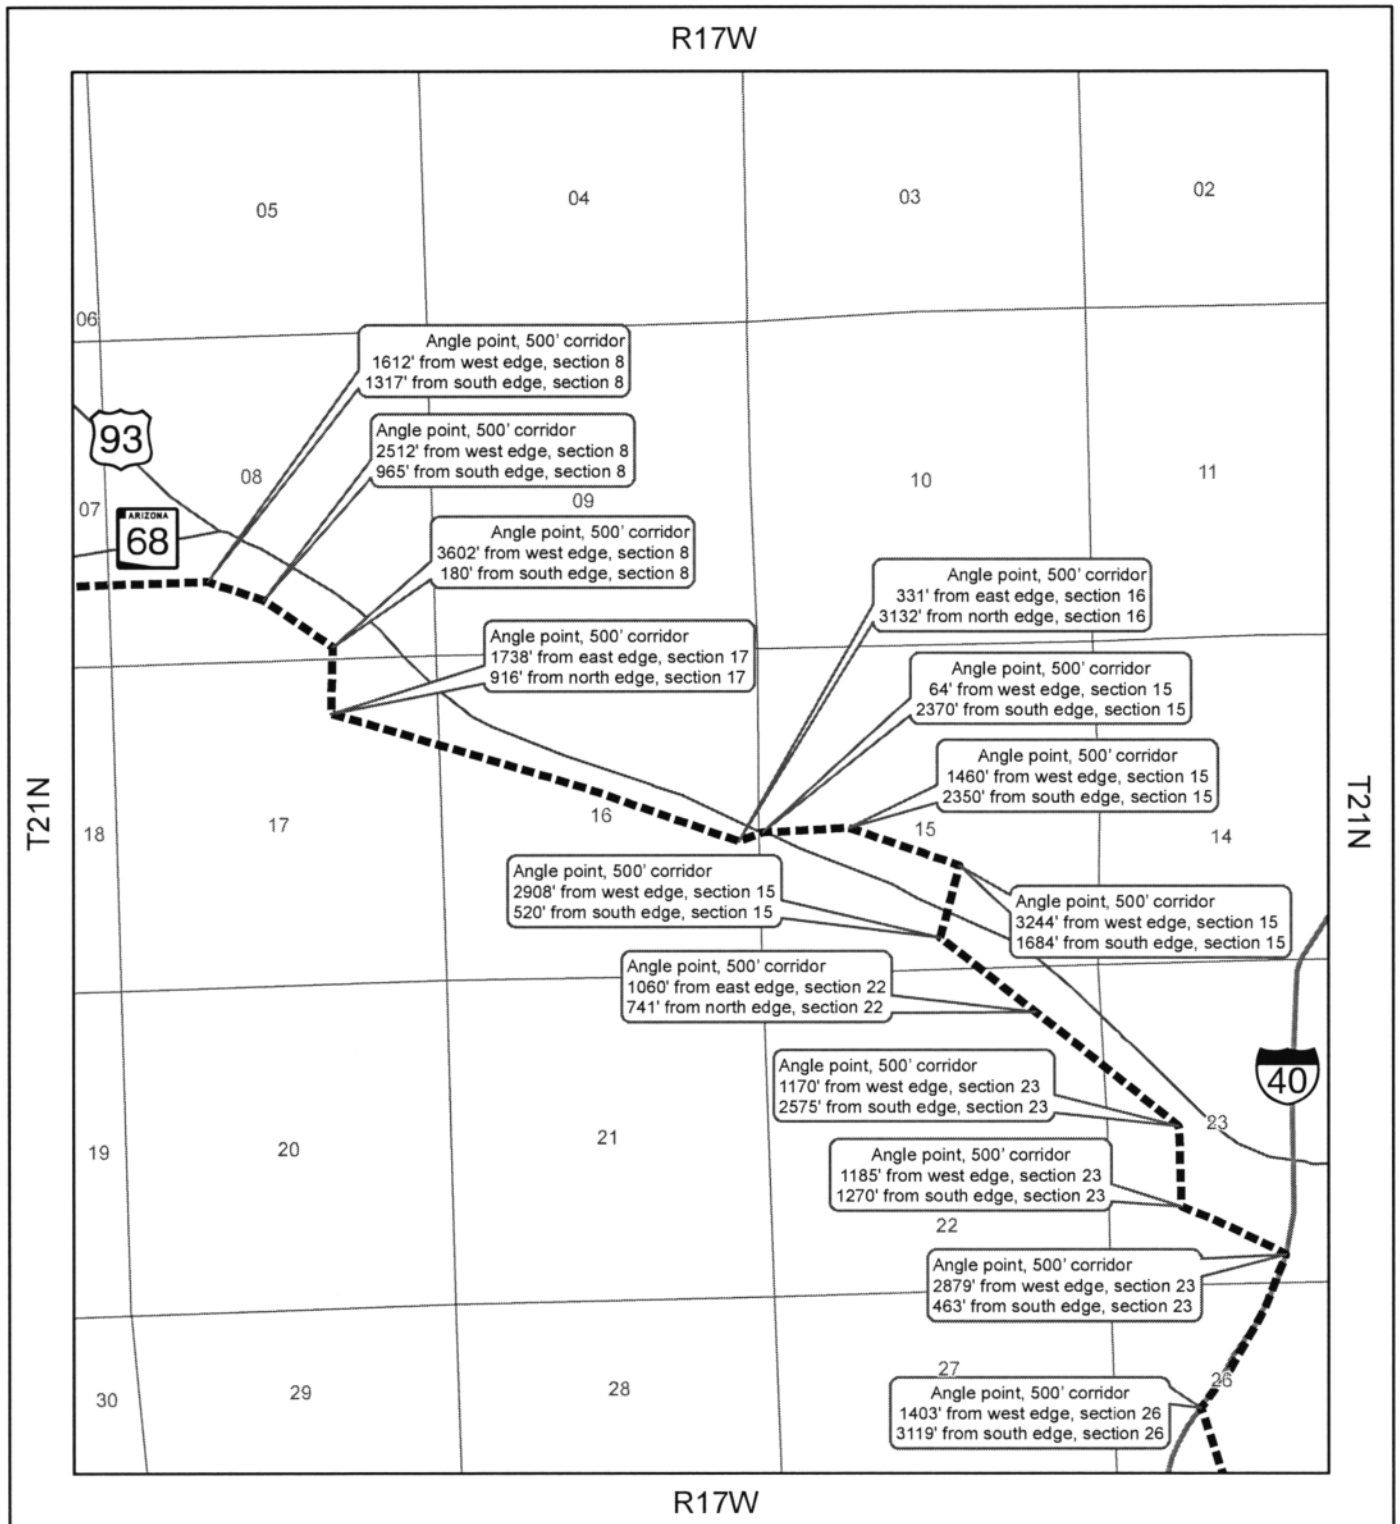 R17W
05
04
03
02
06
Angle point, 500' corridor
1612' from west edge, section 8
1317' from south edge, section 8
93
Angle point, 500' corridor
2512' from west edge, section 8
965' from south edge, section 8
08
10
11
09
07
ARIZONA
68
Angle point, 500' corridor
3602' from west edge, section 8
180' from south edge, section 8
Angle point, 500' corridor
331' from east edge, section 16
3132' from north edge, section 16
Angle point, 500' corridor
1738' from east edge, section 17
916' from north edge, section 17
Angle point, 500' corridor
64' from west edge, section 15
2370' from south edge, section 15
Angle point, 500' corridor
1460' from west edge, section 15
2350' from south edge, section 15
T21N
T21N
18
17
16
15
14
Angle point, 500' corridor
2908' from west edge, section 15
520' from south edge, section 15
Angle point, 500' corridor
3244' from west edge, section 15
1684' from south edge, section 15
Angle point, 500' corridor
1060' from east edge, section 22
741' from north edge, section 22
40
Angle point, 500' corridor
1170' from west edge, section 23
2575' from south edge, section 23
23
19
20
21
Angle point, 500' corridor
1185' from west edge, section 23
1270' from south edge, section 23
22
Angle point, 500' corridor
2879' from west edge, section 23
463' from south edge, section 23
27
26
30
29
28
Angle point, 500' corridor
1403' from west edge, section 26
3119' from south edge, section 26
R17W